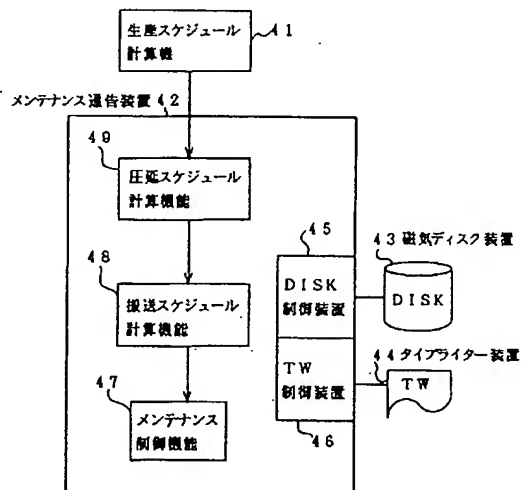 生産スケジュール
計算機
41
メンテナンス通告装置 42
49
圧延スケジュール
計算機能
48
搬送スケジュール
計算機能
47
メンテナンス
制御機能
45
DISK
制御装置
TW
制御装置
46
43 磁気ディスク装置
DISK
44 タイプライター装置
TW